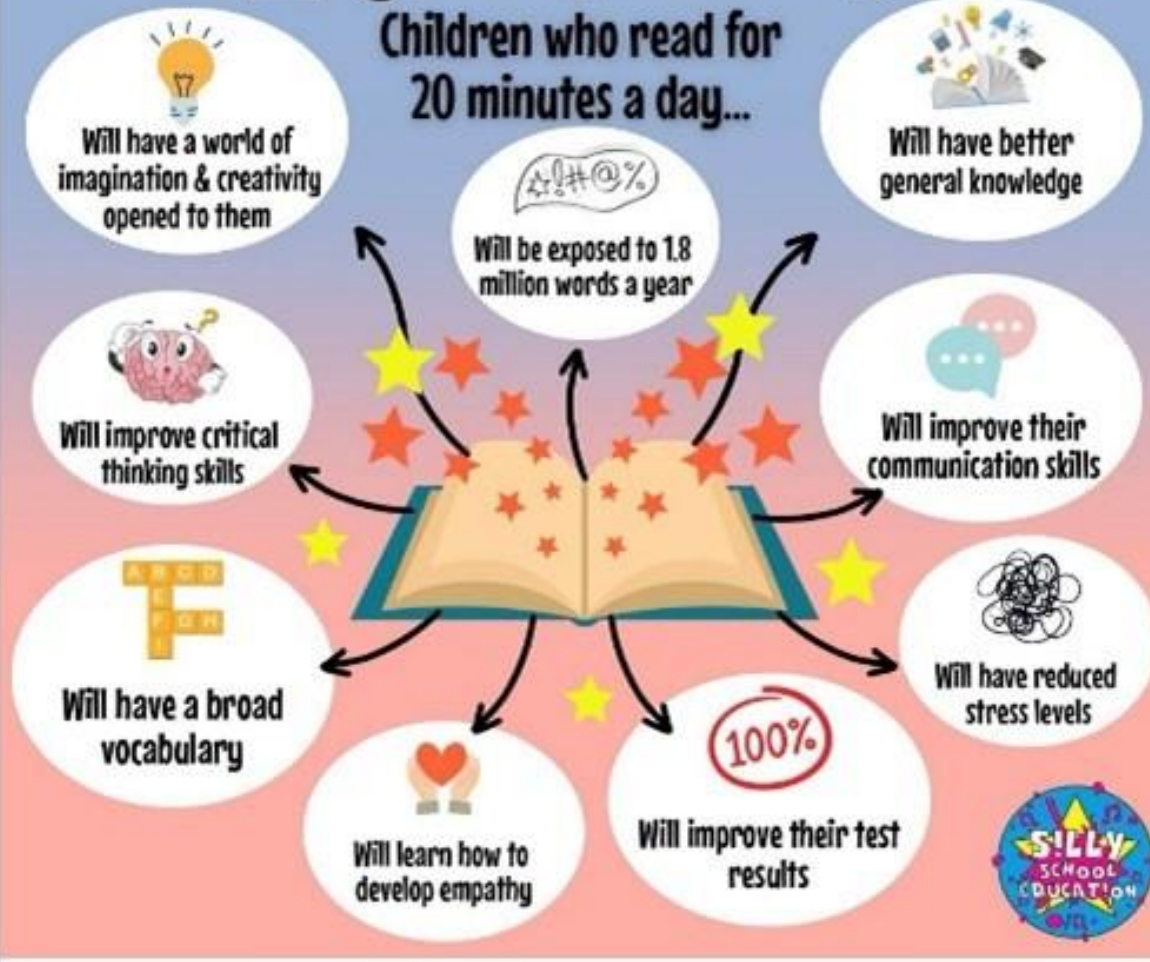 Children who read for
20 minutes a day...
Will have a world of
imagination & creativity
opened to them
☆!#@%
Will be exposed to 1.8
million words a year
Will have better
general knowledge
Will improve critical
thinking skills
Will improve their
communication skills
A B C D
E
F G H
I
Will have a broad
vocabulary
Will have reduced
stress levels
100%
Will improve their test
results
Will learn how to
develop empathy
S!LLY
SCHOOL
EDUCAT!ON